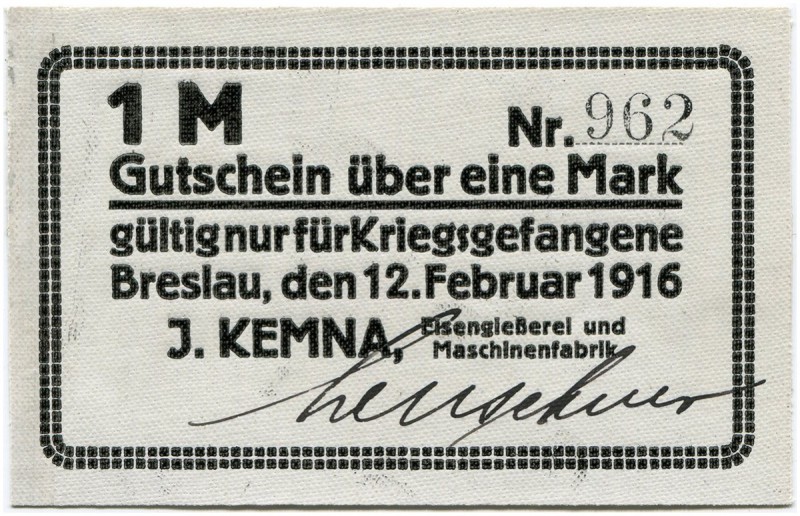 1 M Nr. 962
Gutschein über eine Mark
gültig nur für Kriegsgefangene
Breslau, den 12. Februar 1916
J. KEMNA, Eisengießerei und
Maschinenfabrik